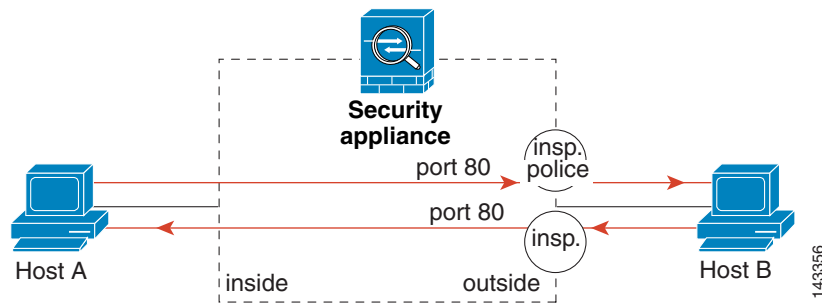 Security
appliance
insp.
police
port 80
port 80
insp.
Host A
inside
outside
Host B
143356